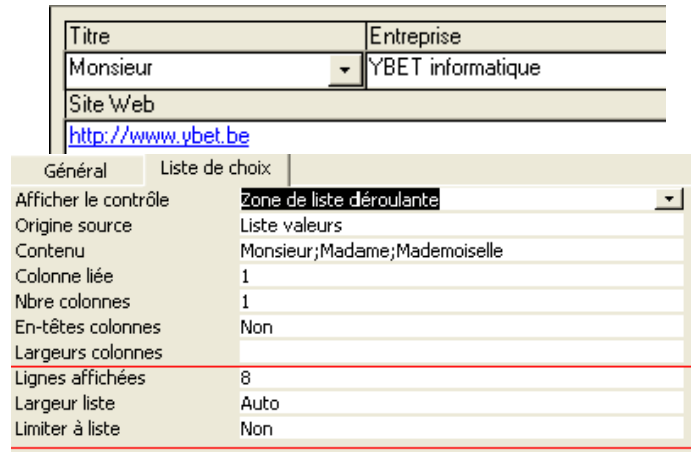 Titre Entreprise
Monsieur YBET informatique
Site Web
http://www.ybet.be
Général Liste de choix
Afficher le contrôle Zone de liste déroulante
Origine source Liste valeurs
Contenu Monsieur;Madame;Mademoiselle
Colonne liée 1
Nbre colonnes 1
En-têtes colonnes Non
Largeurs colonnes
Lignes affichées 8
Largeur liste Auto
Limiter à liste Non